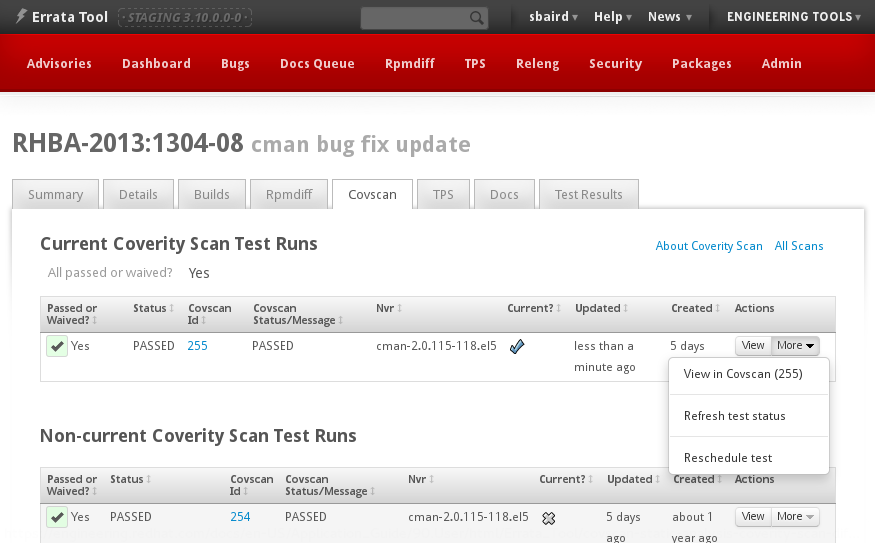 Errata Tool · STAGING 3.10.0.0-0 · sbaird Help News ENGINEERING TOOLS
Advisories Dashboard Bugs Docs Queue Rpmdiff TPS Releng Security Packages Admin
RHBA-2013:1304-08 cman bug fix update
Summary Details Builds Rpmdiff Covscan TPS Docs Test Results
Current Coverity Scan Test Runs About Coverity Scan All Scans
All passed or waived? Yes
Passed or Status Covscan Covscan Nvr Current? Updated Created Actions
Waived? Id Status/Message
Yes PASSED 255 PASSED cman-2.0.115-118.el5 less than a 5 days View More
minute ago
View in Covscan (255)
Refresh test status
Reschedule test
Non-current Coverity Scan Test Runs
Passed or Status Covscan Covscan Nvr Current? Updated Created Actions
Waived? Id Status/Message
Yes PASSED 254 PASSED cman-2.0.115-118.el5 5 days about 1 View More
ago year ago